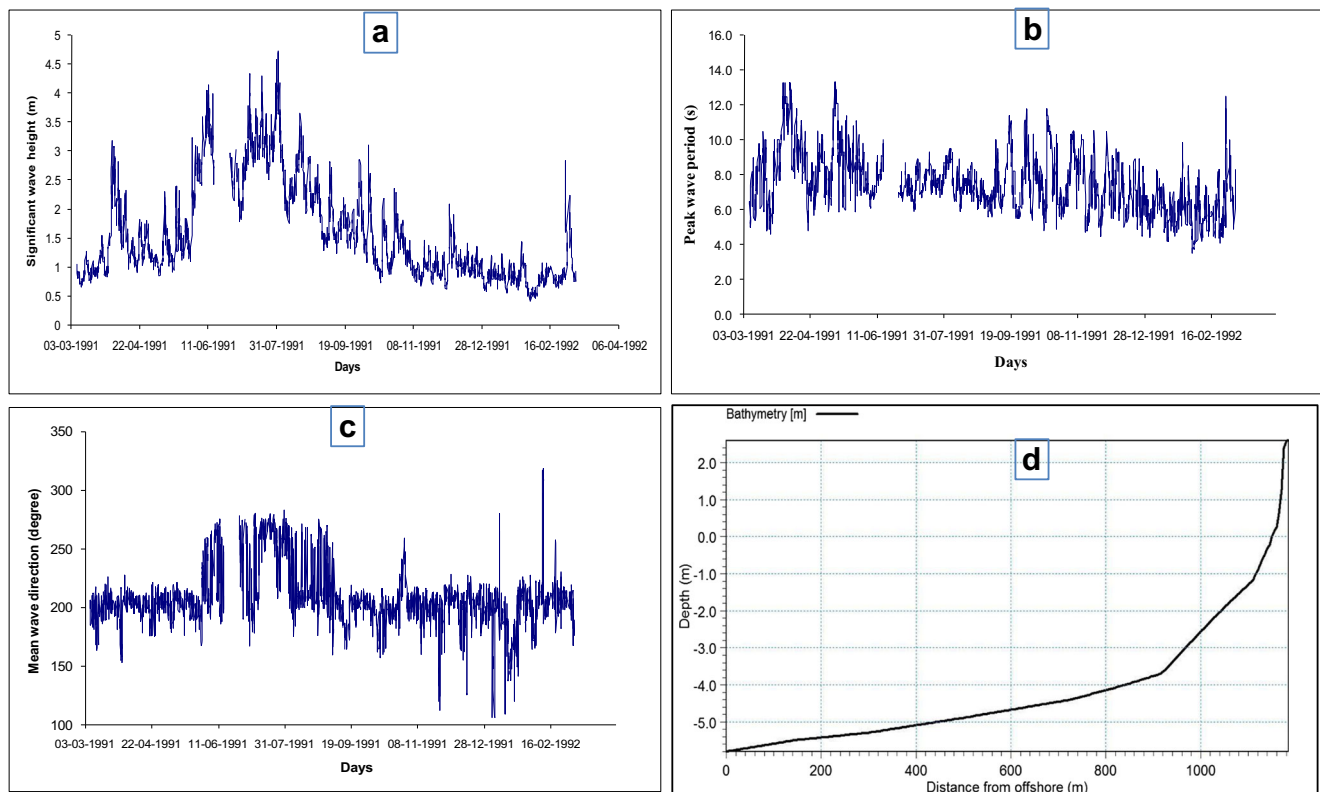 a
Significant wave height (m)
5
4.5
4
3.5
3
2.5
2
1.5
1
0.5
0
03-03-1991 22-04-1991 11-06-1991 31-07-1991 19-09-1991 08-11-1991 28-12-1991 16-02-1992 06-04-1992
Days
b
Peak wave period (s)
16.0
14.0
12.0
10.0
8.0
6.0
4.0
2.0
0.0
03-03-1991 22-04-1991 11-06-1991 31-07-1991 19-09-1991 08-11-1991 28-12-1991 16-02-1992
Days
c
Mean wave direction (degree)
350
300
250
200
150
100
03-03-1991 22-04-1991 11-06-1991 31-07-1991 19-09-1991 08-11-1991 28-12-1991 16-02-1992
Days
Bathymetry [m]
d
Depth (m)
2.0
1.0
0.0
-1.0
-2.0
-3.0
-4.0
-5.0
0 200 400 600 800 1000
Distance from offshore (m)